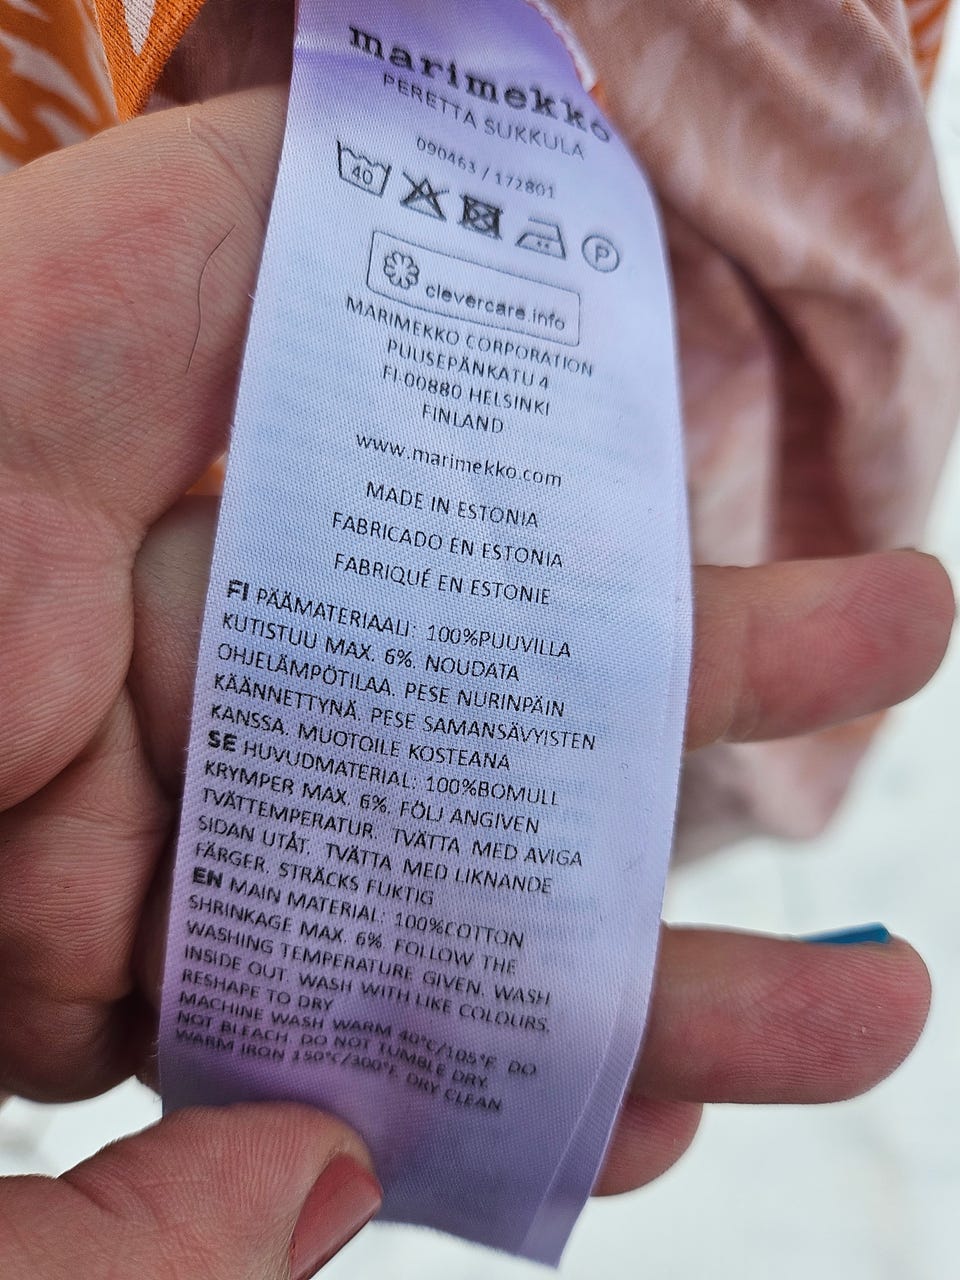 marimekko
PERETTA SUKKULA
090463 / 172801
40
P
clevercare.info
MARIMEKKO CORPORATION
PUUSEPÄNKATU 4
FI-00880 HELSINKI
FINLAND
www.marimekko.com
MADE IN ESTONIA
FABRICADO EN ESTONIA
FABRIQUÉ EN ESTONIE
FI PÄÄMATERIAALI: 100%PUUVILLA
KUTISTUU MAX. 6%. NOUDATA
OHJELÄMPÖTILAA. PESE NURINPÄIN
KÄÄNNETTYNÄ. PESE SAMANSÄVYISTEN
KANSSA. MUOTOILE KOSTEANA
SE HUVUDMATERIAL: 100%BOMULL
KRYMPER MAX. 6%. FÖLJ ANGIVEN
TVÄTTEMPERATUR. TVÄTTA MED AVIGA
SIDAN UTÅT. TVÄTTA MED LIKNANDE
FÄRGER. STRÄCKS FUKTIG
EN MAIN MATERIAL: 100%COTTON
SHRINKAGE MAX. 6%. FOLLOW THE
WASHING TEMPERATURE GIVEN. WASH
INSIDE OUT. WASH WITH LIKE COLOURS.
RESHAPE TO DRY
MACHINE WASH WARM 40°C/105°F. DO
NOT BLEACH. DO NOT TUMBLE DRY.
WARM IRON 150°C/300°F. DRY CLEAN